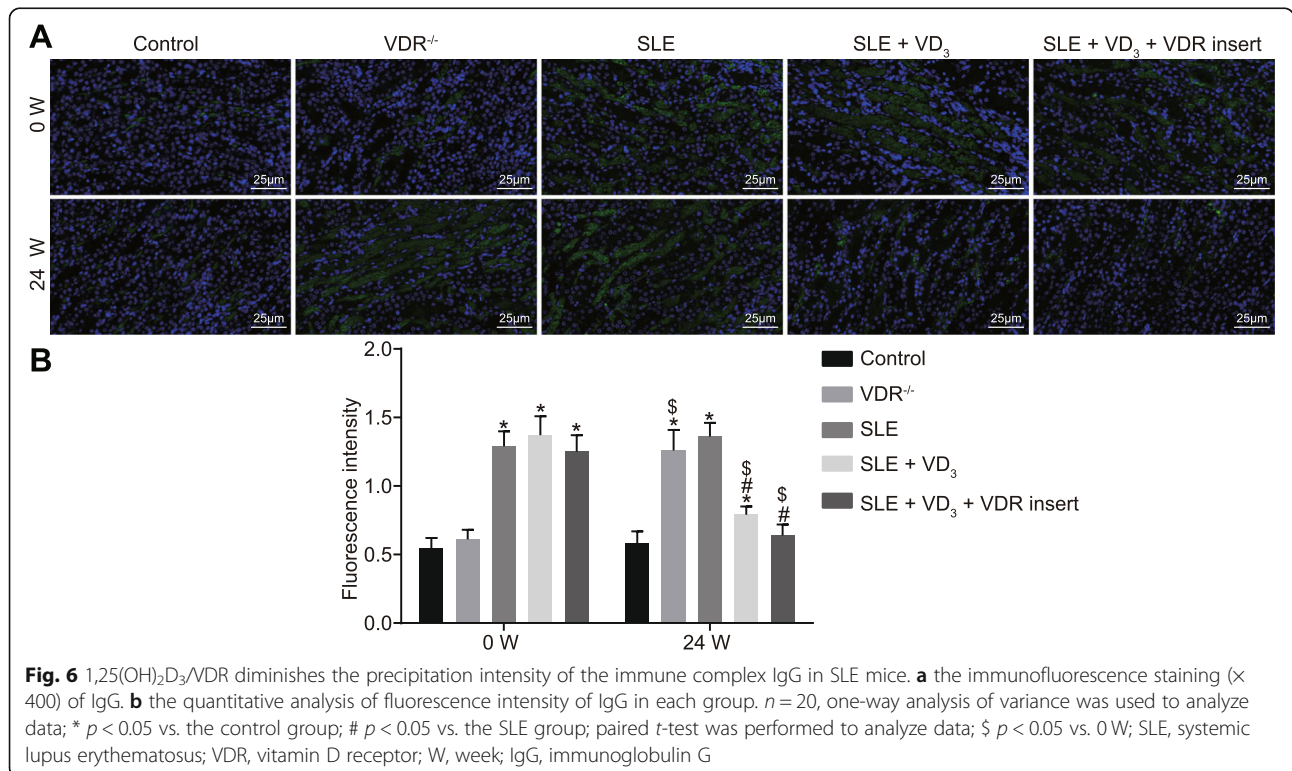 A
Control VDR-/- SLE SLE + VD3 SLE + VD3 + VDR insert
0 W
25μm 25μm 25μm 25μm 25μm
24 W
25μm 25μm 25μm 25μm 25μm
B
Fluorescence intensity
2.0
1.5
1.0
0.5
0.0
* * *
$ * * $ # * $ #
0 W 24 W
Control
VDR-/-
SLE
SLE + VD3
SLE + VD3 + VDR insert
Fig. 6 1,25(OH)2D3/VDR diminishes the precipitation intensity of the immune complex IgG in SLE mice. a the immunofluorescence staining (×
400) of IgG. b the quantitative analysis of fluorescence intensity of IgG in each group. n = 20, one-way analysis of variance was used to analyze
data; * p < 0.05 vs. the control group; # p < 0.05 vs. the SLE group; paired t-test was performed to analyze data; $ p < 0.05 vs. 0 W; SLE, systemic
lupus erythematosus; VDR, vitamin D receptor; W, week; IgG, immunoglobulin G